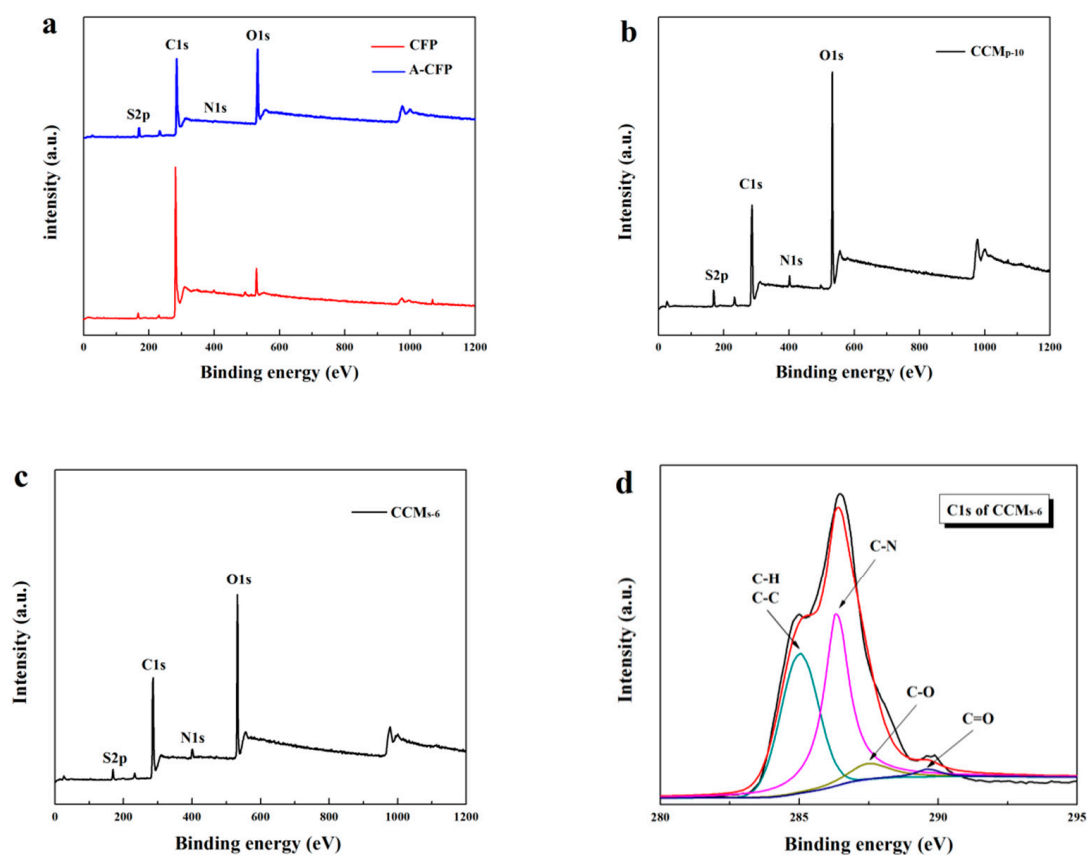 a
CFP
A-CFP
C1s
O1s
S2p
N1s
intensity (a.u.)
0 200 400 600 800 1000 1200
Binding energy (eV)
b
CCMp-10
O1s
C1s
S2p
N1s
Intensity (a.u.)
0 200 400 600 800 1000 1200
Binding energy (eV)
c
CCMs-6
O1s
C1s
S2p
N1s
Intensity (a.u.)
0 200 400 600 800 1000 1200
Binding energy (eV)
d
C1s of CCMs-6
C-N
C-H
C-C
C-O
C=O
Intensity (a.u.)
280 285 290 295
Binding energy (eV)